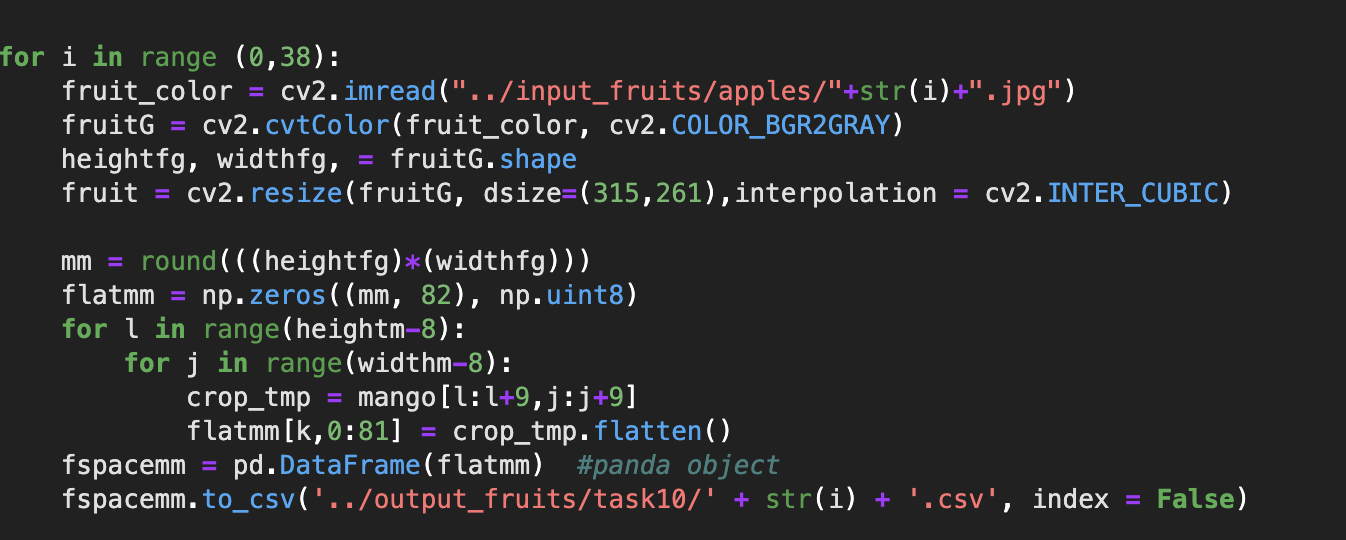 for i in range (0,38):
    fruit_color = cv2.imread("../input_fruits/apples/"+str(i)+".jpg")
    fruitG = cv2.cvtColor(fruit_color, cv2.COLOR_BGR2GRAY)
    heightfg, widthfg, = fruitG.shape
    fruit = cv2.resize(fruitG, dsize=(315,261),interpolation = cv2.INTER_CUBIC)

    mm = round(((heightfg)*(widthfg)))
    flatmm = np.zeros((mm, 82), np.uint8)
    for l in range(heightm-8):
        for j in range(widthm-8):
            crop_tmp = mango[l:l+9,j:j+9]
            flatmm[k,0:81] = crop_tmp.flatten()
    fspacemm = pd.DataFrame(flatmm)  #panda object
    fspacemm.to_csv('../output_fruits/task10/' + str(i) + '.csv', index = False)